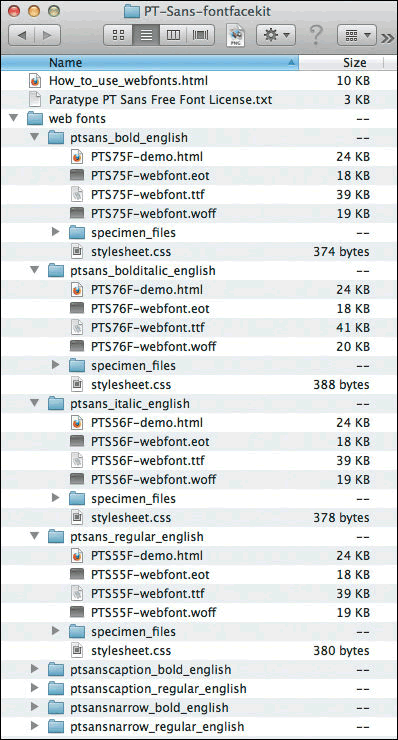 PT-Sans-fontfacekit
PNG
Name Size
How_to_use_webfonts.html 10 KB
Paratype PT Sans Free Font License.txt 3 KB
web fonts --
ptsans_bold_english --
PTS75F-demo.html 24 KB
PTS75F-webfont.eot 18 KB
PTS75F-webfont.ttf 39 KB
PTS75F-webfont.woff 19 KB
specimen_files --
stylesheet.css 374 bytes
ptsans_bolditalic_english --
PTS76F-demo.html 24 KB
PTS76F-webfont.eot 18 KB
PTS76F-webfont.ttf 41 KB
PTS76F-webfont.woff 20 KB
specimen_files --
stylesheet.css 388 bytes
ptsans_italic_english --
PTS56F-demo.html 24 KB
PTS56F-webfont.eot 18 KB
PTS56F-webfont.ttf 39 KB
PTS56F-webfont.woff 19 KB
specimen_files --
stylesheet.css 378 bytes
ptsans_regular_english --
PTS55F-demo.html 24 KB
PTS55F-webfont.eot 18 KB
PTS55F-webfont.ttf 39 KB
PTS55F-webfont.woff 19 KB
specimen_files --
stylesheet.css 380 bytes
ptsanscaption_bold_english --
ptsanscaption_regular_english --
ptsansnarrow_bold_english --
ptsansnarrow_regular_english --